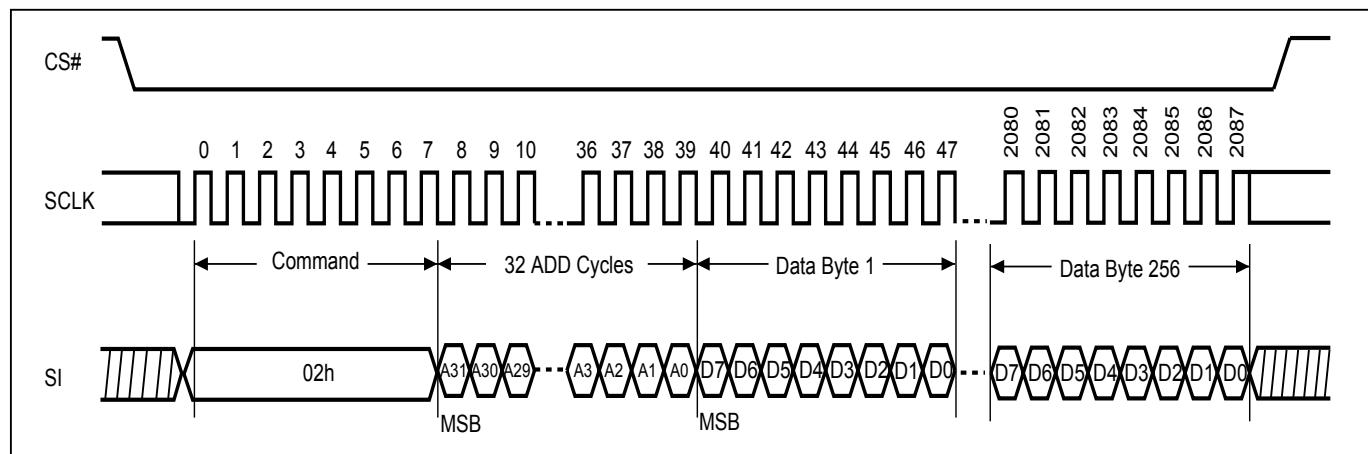 CS#
2080 2081 2082 2083 2084 2085 2086 2087
0 1 2 3 4 5 6 7 8 9 10 36 37 38 39 40 41 42 43 44 45 46 47
SCLK
Command 32 ADD Cycles Data Byte 1 Data Byte 256
SI 02h A31 A30 A29 A3 A2 A1 A0 D7 D6 D5 D4 D3 D2 D1 D0 D7 D6 D5 D4 D3 D2 D1 D0
MSB MSB